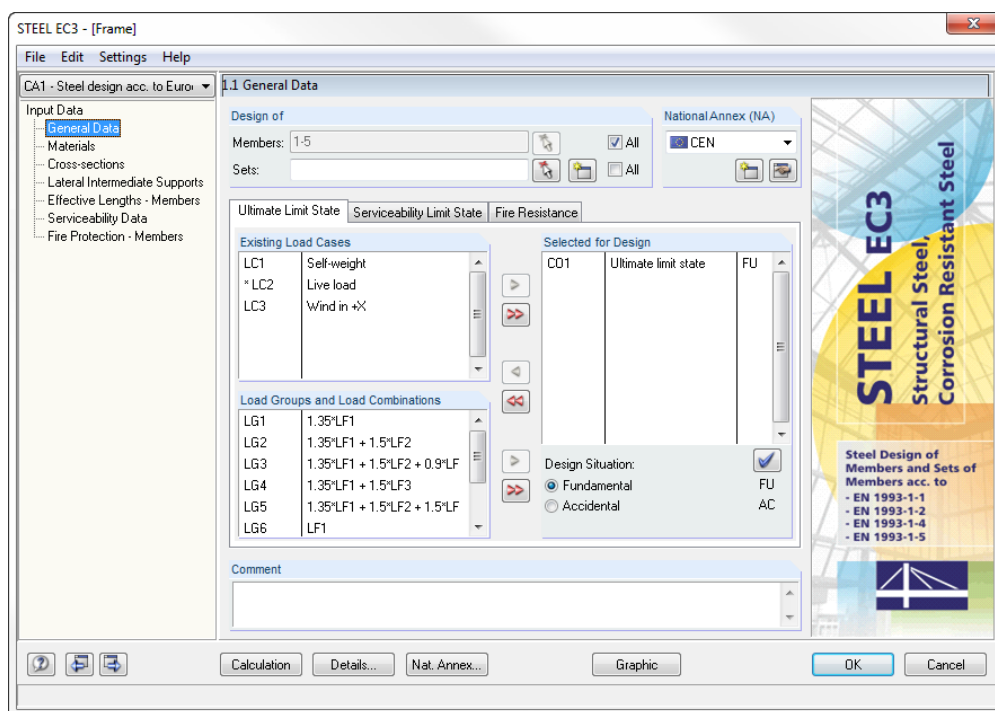 STEEL EC3 - [Frame]
File Edit Settings Help
CA1 - Steel design acc. to Euro
1.1 General Data
Input Data
General Data
Materials
Cross-sections
Lateral Intermediate Supports
Effective Lengths - Members
Serviceability Data
Fire Protection - Members
Design of
Members: 1-5 All
Sets: All
National Annex (NA)
CEN
Ultimate Limit State Serviceability Limit State Fire Resistance
Existing Load Cases
LC1 Self-weight
* LC2 Live load
LC3 Wind in +X
Selected for Design
CO1 Ultimate limit state FU
Load Groups and Load Combinations
LG1 1.35*LF1
LG2 1.35*LF1 + 1.5*LF2
LG3 1.35*LF1 + 1.5*LF2 + 0.9*LF
LG4 1.35*LF1 + 1.5*LF3
LG5 1.35*LF1 + 1.5*LF2 + 1.5*LF
LG6 LF1
Design Situation:
Fundamental FU
Accidental AC
Comment
STEEL EC3
Structural Steel,
Corrosion Resistant Steel
Steel Design of
Members and Sets of
Members acc. to
- EN 1993-1-1
- EN 1993-1-2
- EN 1993-1-4
- EN 1993-1-5
Calculation Details... Nat. Annex... Graphic OK Cancel